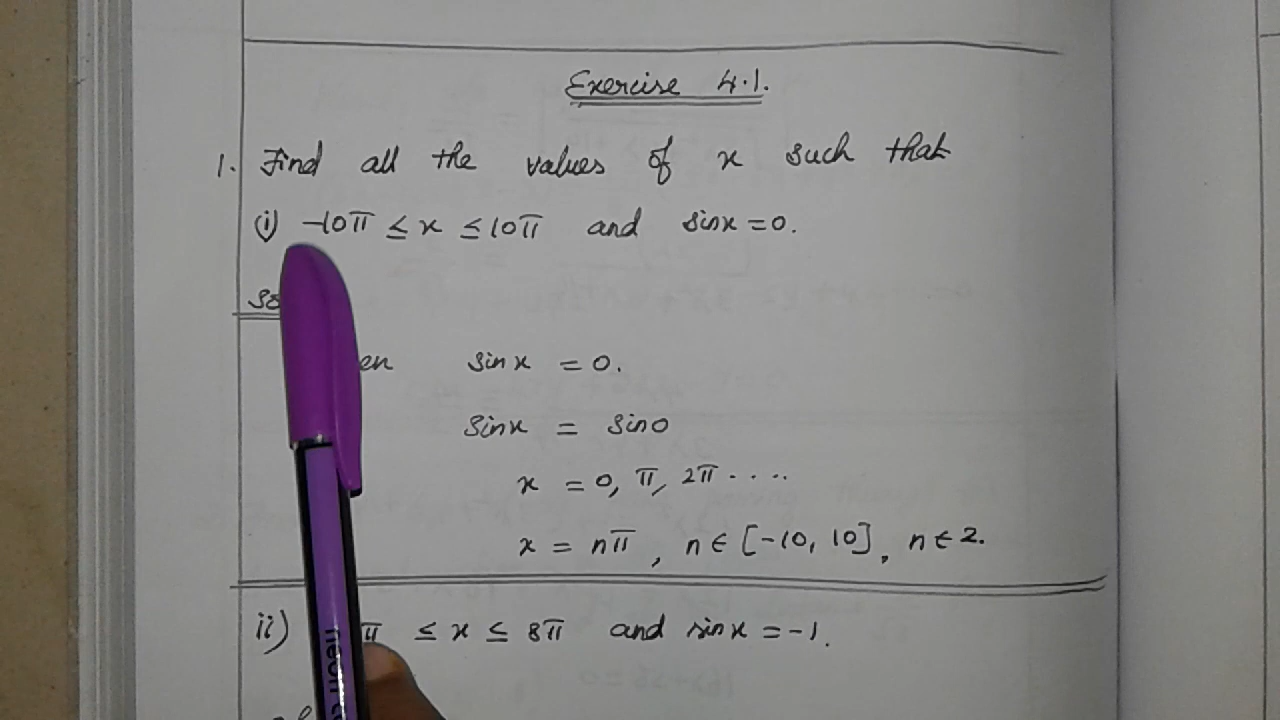 Exercise 4.1.
1. Find all the values of x such that
(i) -10π ≤ x ≤ 10π and sinx = 0.
sinx = 0.
sinx = sin0
x = 0, π, 2π ....
x = nπ, n ∈ [-10, 10], n ∈ Z.
ii) π ≤ x ≤ 8π and sinx = -1.